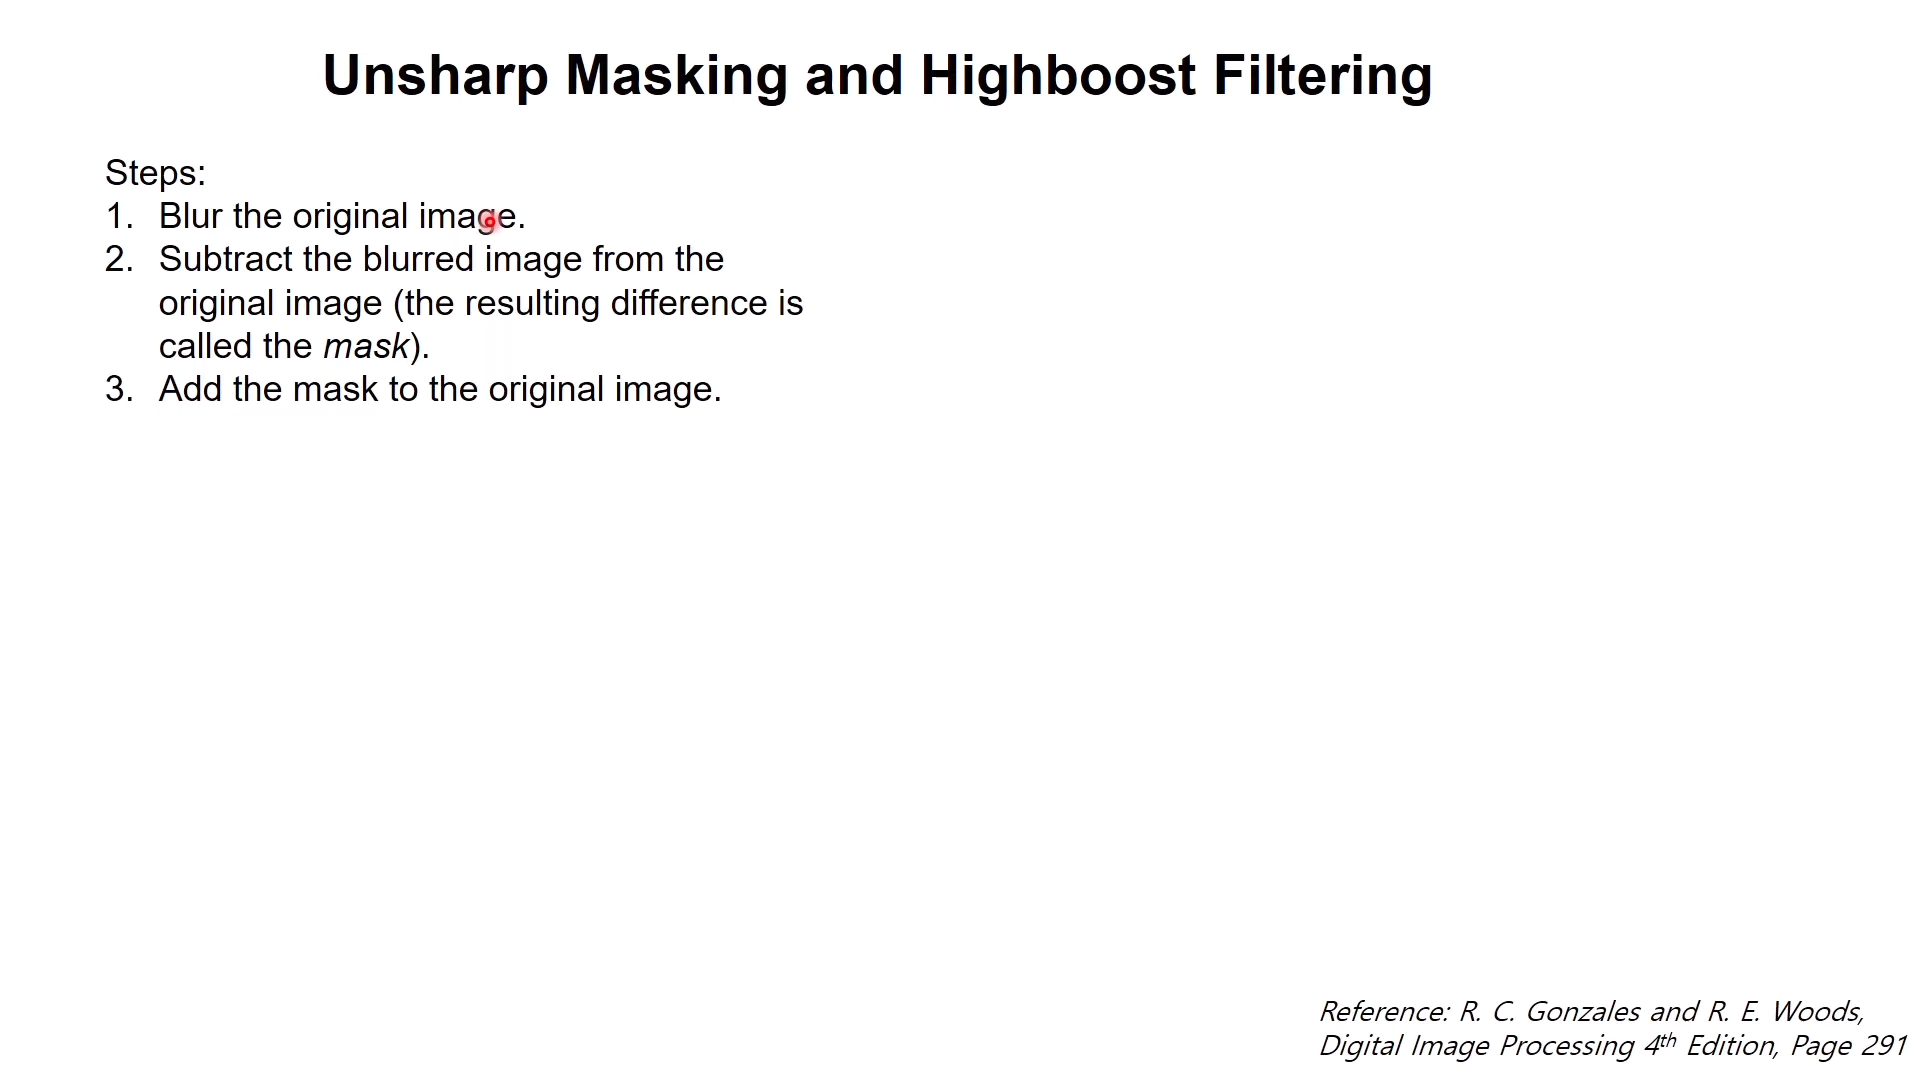 Unsharp Masking and Highboost Filtering
Steps:
1. Blur the original image.
2. Subtract the blurred image from the
original image (the resulting difference is
called the mask).
3. Add the mask to the original image.
Reference: R. C. Gonzales and R. E. Woods,
Digital Image Processing 4th Edition, Page 291